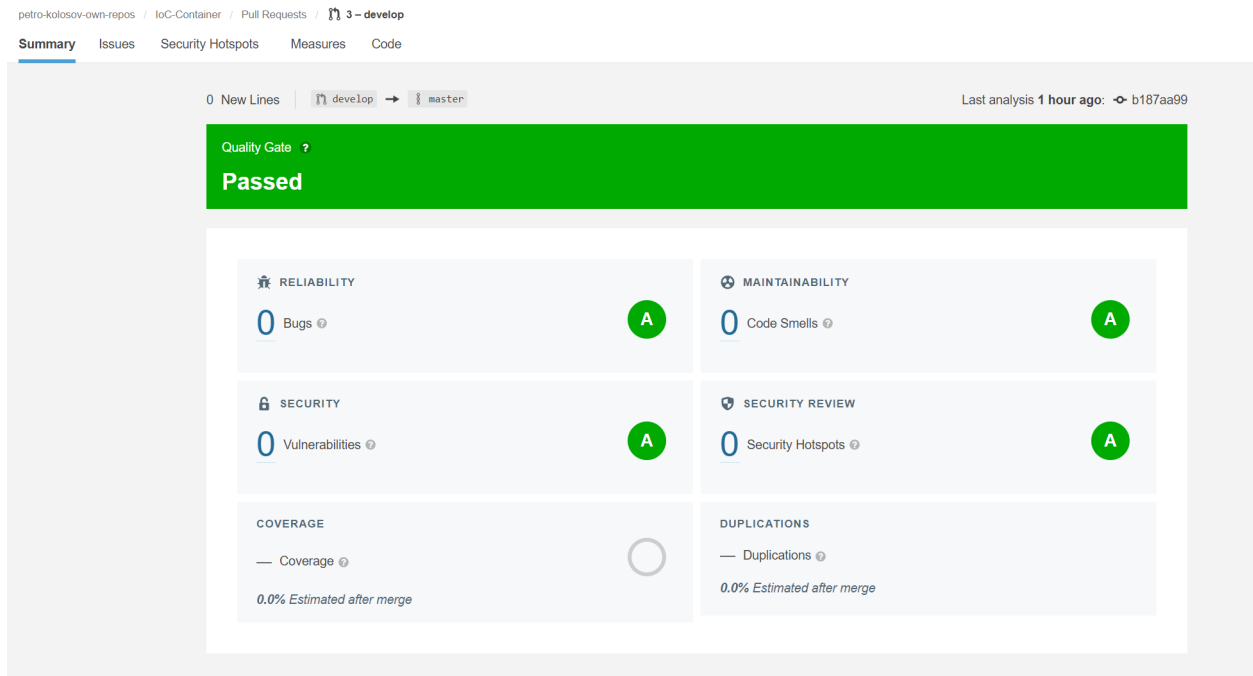 petro-kolosov-own-repos / IoC-Container / Pull Requests / 3 – develop
Summary Issues Security Hotspots Measures Code
0 New Lines develop → master Last analysis 1 hour ago: b187aa99
Quality Gate ?
Passed
RELIABILITY
0 Bugs ?
A
MAINTAINABILITY
0 Code Smells ?
A
SECURITY
0 Vulnerabilities ?
A
SECURITY REVIEW
0 Security Hotspots ?
A
COVERAGE
— Coverage ?
0.0% Estimated after merge
DUPLICATIONS
— Duplications ?
0.0% Estimated after merge